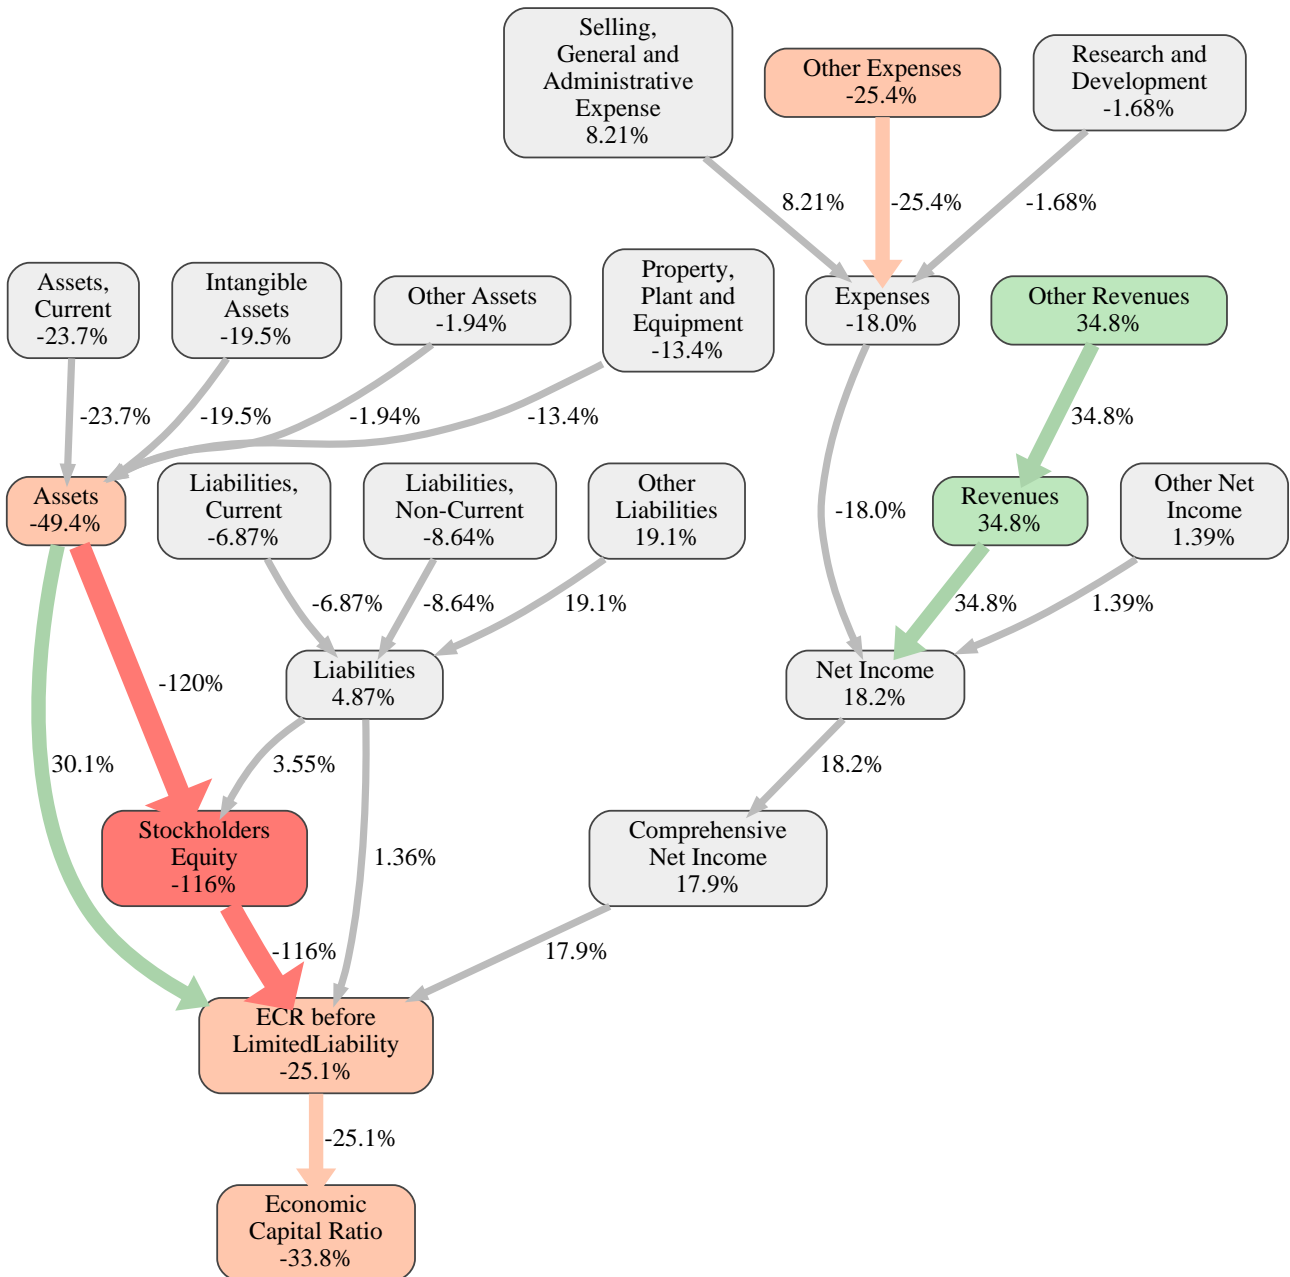 Selling,
General and
Administrative
Expense
8.21%
Other Expenses
-25.4%
Research and
Development
-1.68%
8.21%
-25.4%
-1.68%
Assets,
Current
-23.7%
Intangible
Assets
-19.5%
Other Assets
-1.94%
Property,
Plant and
Equipment
-13.4%
Expenses
-18.0%
Other Revenues
34.8%
-23.7%
-19.5%
-1.94%
-13.4%
34.8%
Assets
-49.4%
Liabilities,
Current
-6.87%
Liabilities,
Non-Current
-8.64%
Other
Liabilities
19.1%
-18.0%
Revenues
34.8%
Other Net
Income
1.39%
-6.87%
-8.64%
19.1%
34.8%
1.39%
-120%
Liabilities
4.87%
Net Income
18.2%
30.1%
3.55%
18.2%
Stockholders
Equity
-116%
1.36%
Comprehensive
Net Income
17.9%
-116%
17.9%
ECR before
LimitedLiability
-25.1%
-25.1%
Economic
Capital Ratio
-33.8%